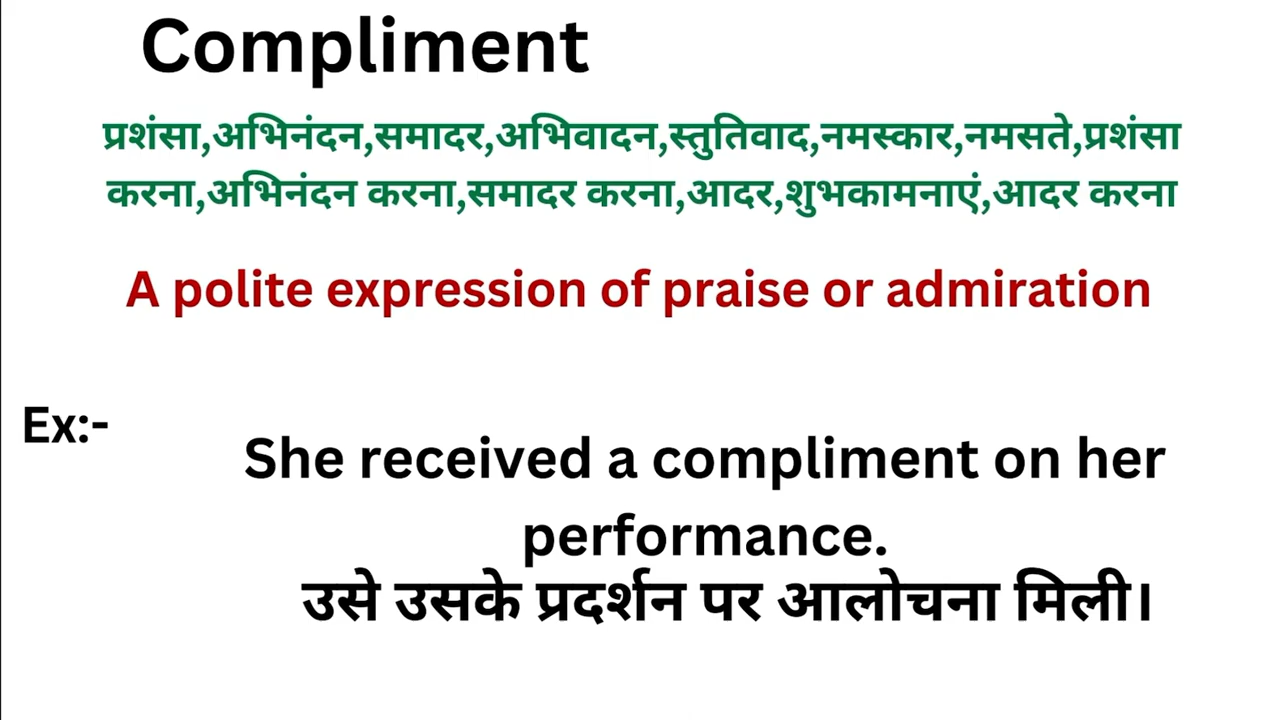 Compliment
प्रशंसा,अभिनंदन,समादर,अभिवादन,स्तुतिवाद,नमस्कार,नमसते,प्रशंसा
करना,अभिनंदन करना,समादर करना,आदर,शुभकामनाएं,आदर करना
A polite expression of praise or admiration
Ex:-
She received a compliment on her
performance.
उसे उसके प्रदर्शन पर आलोचना मिली।